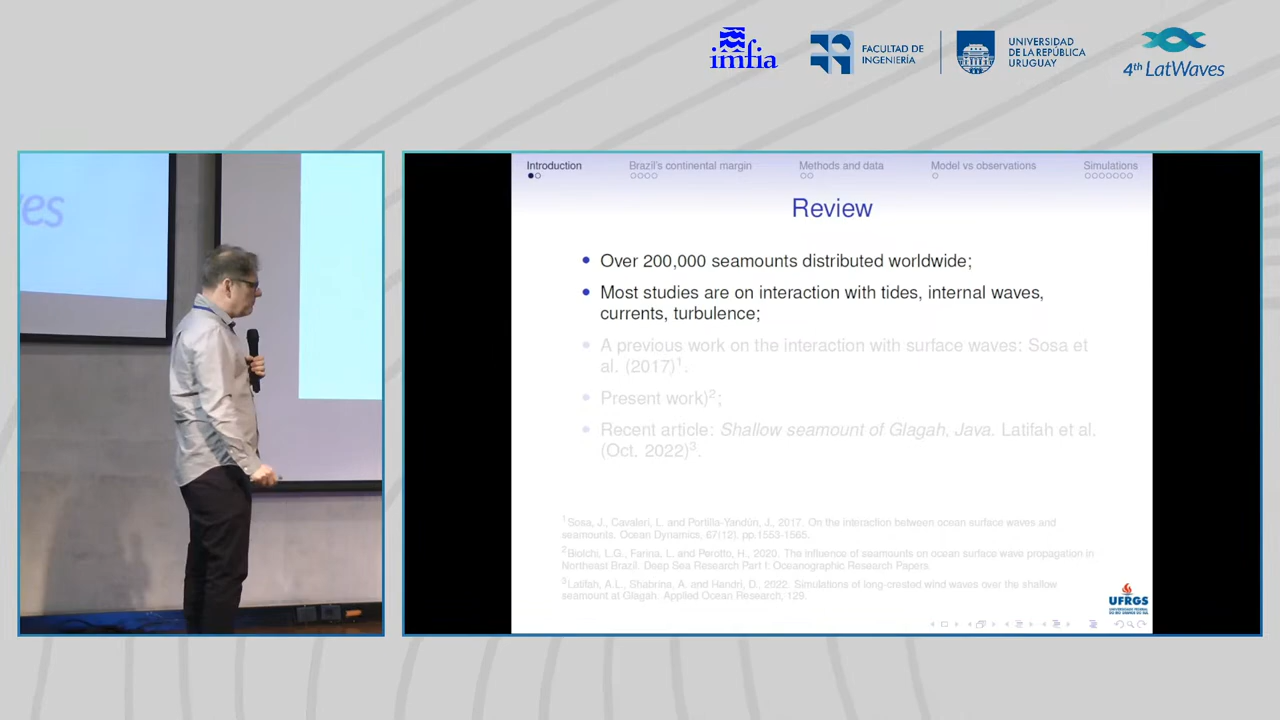 imfia
FACULTAD DE
INGENIERÍA
UNIVERSIDAD
DE LA REPÚBLICA
URUGUAY
4th LatWaves
es
Introduction
Brazil's continental margin
Methods and data
Model vs observations
Simulations
Review
Over 200,000 seamounts distributed worldwide;
Most studies are on interaction with tides, internal waves,
currents, turbulence;
A previous work on the interaction with surface waves: Sosa et
al. (2017)1.
Present work)2;
Recent article: Shallow seamount of Glagah, Java. Latifah et al.
(Oct. 2022)3.
1Sosa, J., Cavaleri, L. and Portilla-Yandún, J., 2017. On the interaction between ocean surface waves and
seamounts. Ocean Dynamics, 67(12), pp.1553-1565.
2Biolchi, L.G., Farina, L. and Perotto, H., 2020. The influence of seamounts on ocean surface wave propagation in
Northeast Brazil. Deep Sea Research Part I: Oceanographic Research Papers.
3Latifah, A.L., Shabrina, A. and Handri, D., 2022. Simulations of long-crested wind waves over the shallow
seamount at Glagah. Applied Ocean Research, 129.
UFRGS